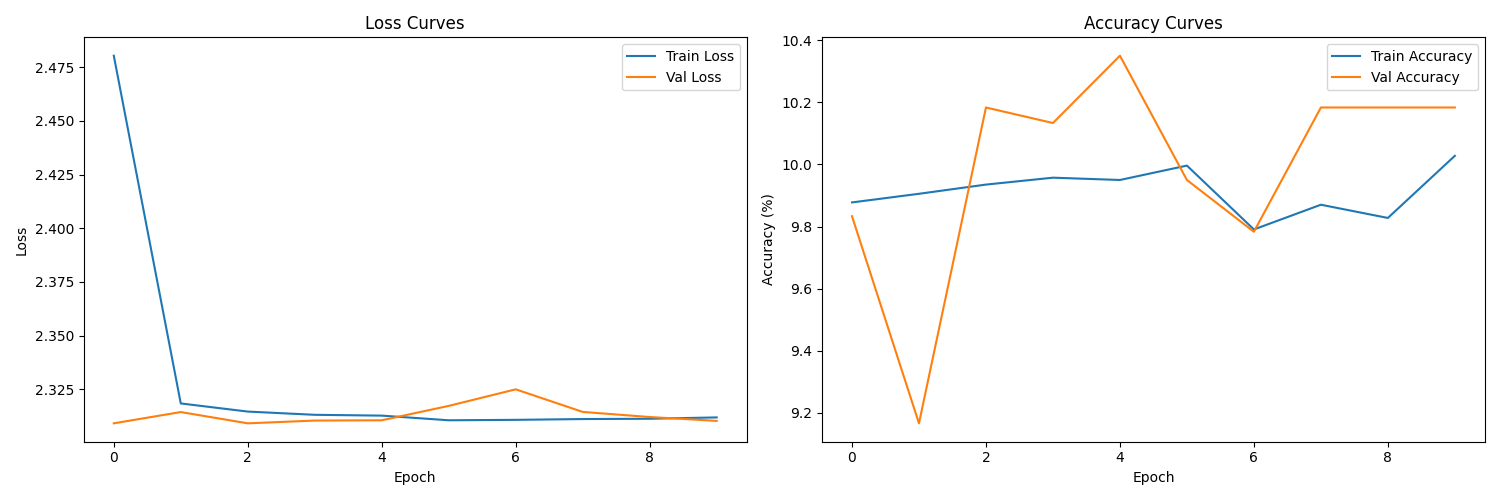 Loss Curves
Train Loss
Val Loss
2.475
2.450
2.425
2.400
2.375
2.350
2.325
Loss
0 2 4 6 8
Epoch
Accuracy Curves
Train Accuracy
Val Accuracy
10.4
10.2
10.0
9.8
9.6
9.4
9.2
Accuracy (%)
0 2 4 6 8
Epoch